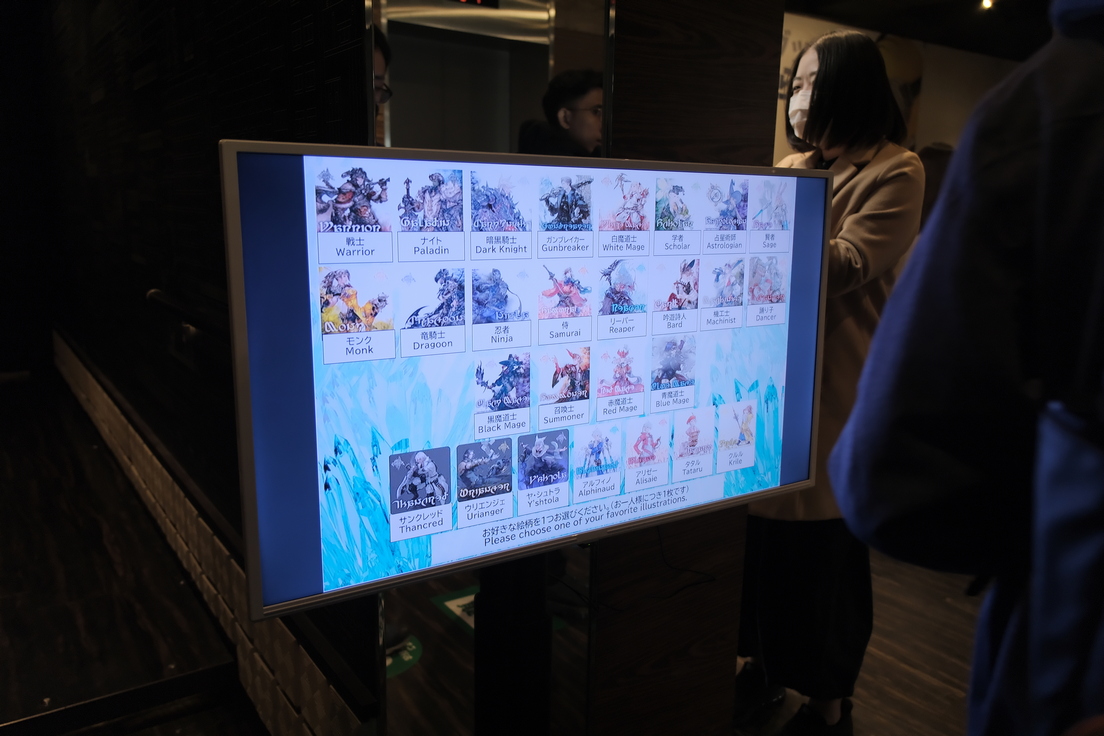 戦士
Warrior
ナイト
Paladin
暗黒騎士
Dark Knight
ガンブレイカー
Gunbreaker
白魔道士
White Mage
学者
Scholar
占星術師
Astrologian
賢者
Sage
モンク
Monk
竜騎士
Dragoon
忍者
Ninja
侍
Samurai
リーパー
Reaper
吟遊詩人
Bard
機工士
Machinist
踊り子
Dancer
黒魔道士
Black Mage
召喚士
Summoner
赤魔道士
Red Mage
青魔道士
Blue Mage
サンクレッド
Thancred
ウリエンジェ
Urianger
ヤ・シュトラ
Y'shtola
アルフィノ
Alphinaud
アリゼー
Alisaie
タタル
Tataru
クルル
Krile
お好きな絵柄を1つお選びください。(お一人様につき1枚です)
Please choose one of your favorite illustrations.